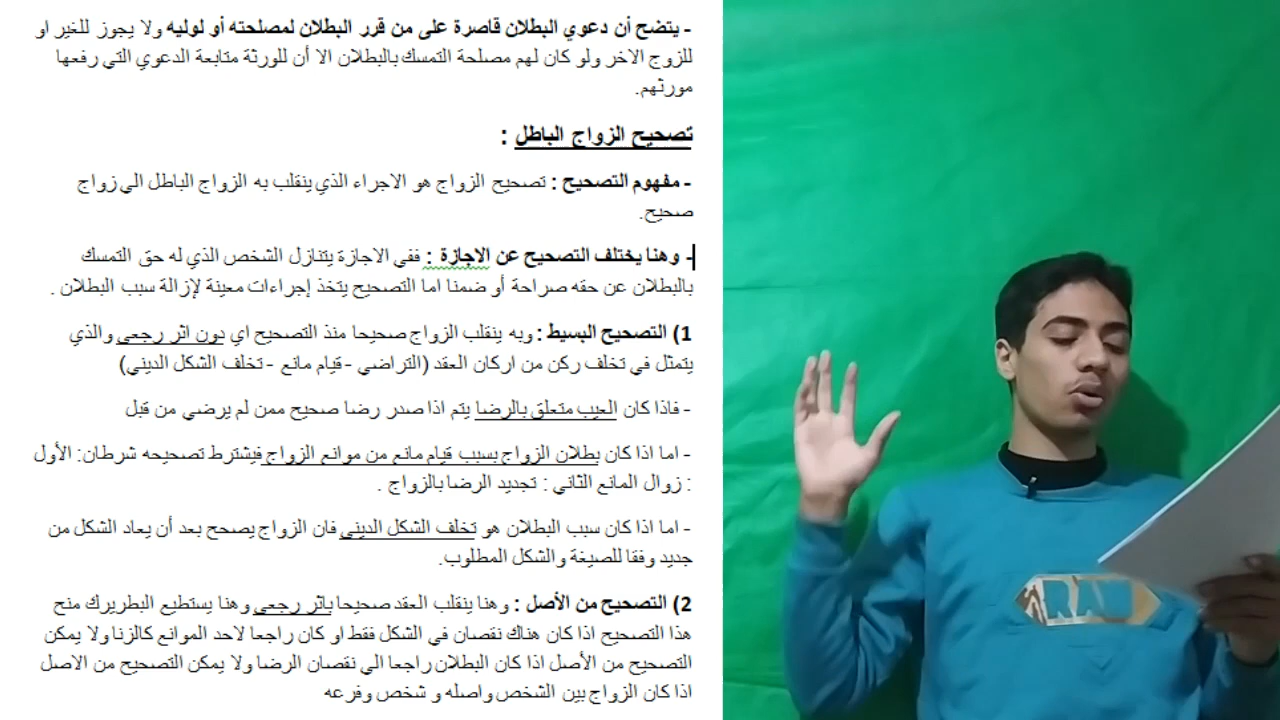 - يتضح أن دعوي البطلان قاصرة على من قرر البطلان لمصلحته أو لوليه ولا يجوز للغير او
للزوج الاخر ولو كان لهم مصلحة التمسك بالبطلان الا أن للورثة متابعة الدعوي التي رفعها
مورثهم.
تصحيح الزواج الباطل :
- مفهوم التصحيح : تصحيح الزواج هو الاجراء الذي ينقلب به الزواج الباطل الي زواج
صحيح.
- وهنا يختلف التصحيح عن الاجازة : ففي الاجازة يتنازل الشخص الذي له حق التمسك
بالبطلان عن حقه صراحة أو ضمنا اما التصحيح يتخذ إجراءات معينة لإزالة سبب البطلان .
1) التصحيح البسيط : وبه ينقلب الزواج صحيحا منذ التصحيح اي دون اثر رجعي والذي
يتمثل في تخلف ركن من اركان العقد (التراضي - قيام مانع - تخلف الشكل الديني)
- فاذا كان العيب متعلق بالرضا يتم اذا صدر رضا صحيح ممن لم يرضي من قبل
- اما اذا كان بطلان الزواج بسبب قيام مانع من موانع الزواج فيشترط تصحيحه شرطان: الأول
: زوال المانع الثاني : تجديد الرضا بالزواج .
- اما اذا كان سبب البطلان هو تخلف الشكل الديني فان الزواج يصحح بعد أن يعاد الشكل من
جديد وفقا للصيغة والشكل المطلوب.
2) التصحيح من الأصل : وهنا ينقلب العقد صحيحا باثر رجعي وهنا يستطيع البطريرك منح
هذا التصحيح اذا كان هناك نقصان في الشكل فقط او كان راجعا لاحد الموانع كالزنا ولا يمكن
التصحيح من الأصل اذا كان البطلان راجعا الي نقصان الرضا ولا يمكن التصحيح من الاصل
اذا كان الزواج بين الشخص واصله و شخص وفرعه